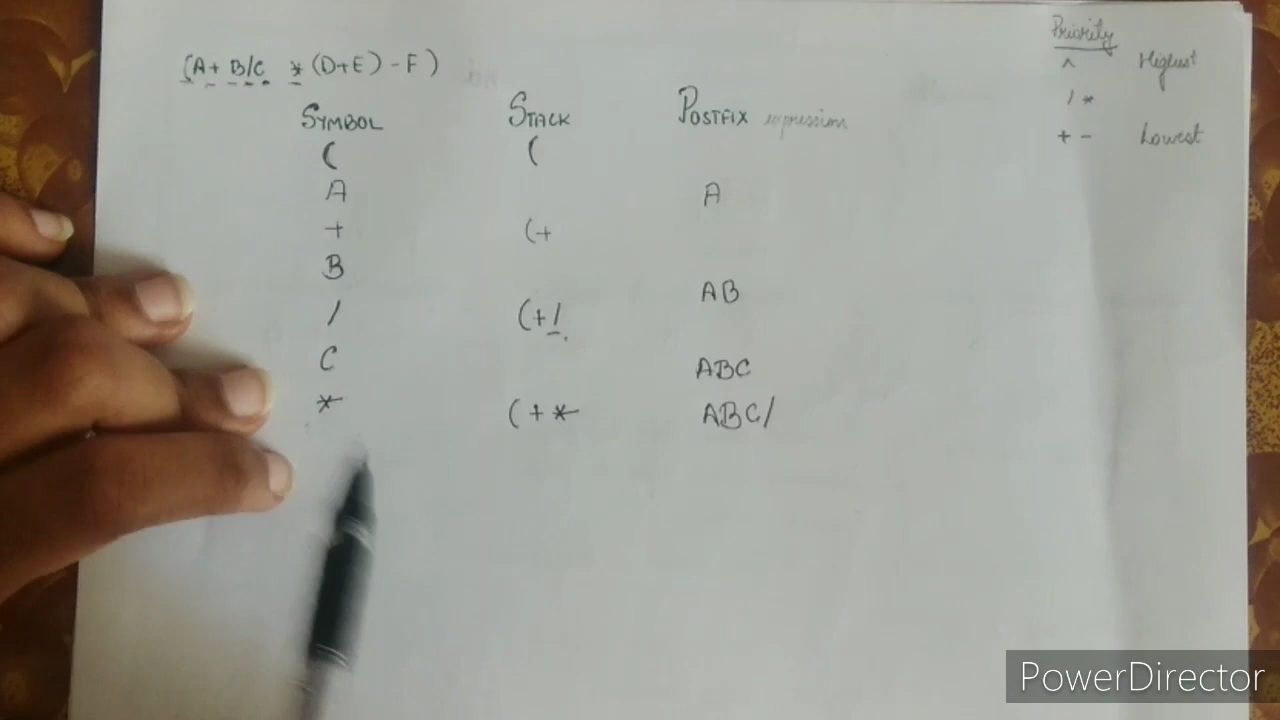 (A + B/C * (D+E) - F)
Priority
^ Highest
/ *
+ - Lowest
SYMBOL STACK POSTFIX expression
( (
A A
+ (+
B AB
/ (+/
C ABC
* (+* ABC/
PowerDirector